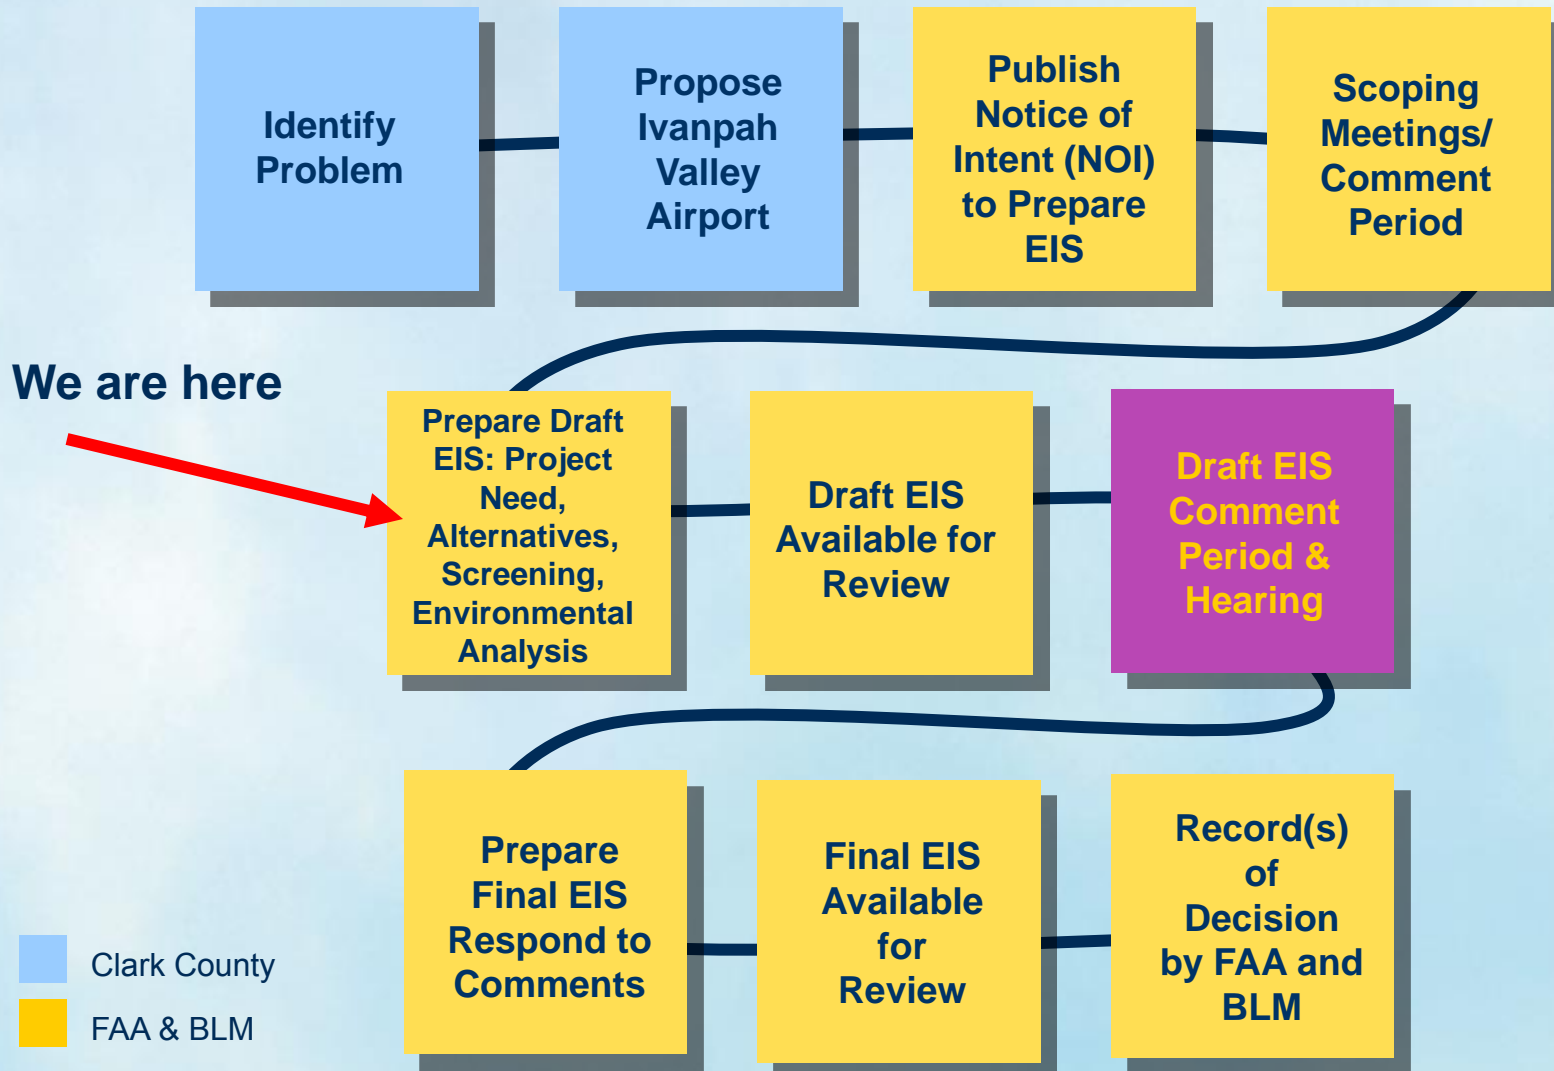 Identify
Problem
Propose
Ivanpah
Valley
Airport
Publish
Notice of
Intent (NOI)
to Prepare
EIS
Scoping
Meetings/
Comment
Period
We are here
Prepare Draft
EIS: Project
Need,
Alternatives,
Screening,
Environmental
Analysis
Draft EIS
Available for
Review
Draft EIS
Comment
Period &
Hearing
Prepare
Final EIS
Respond to
Comments
Final EIS
Available
for
Review
Record(s)
of
Decision
by FAA and
BLM
Clark County
FAA & BLM